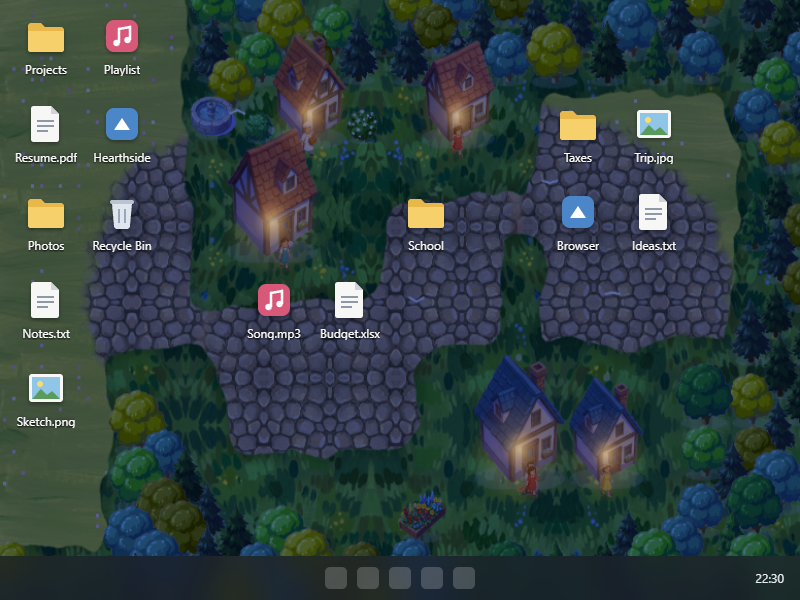 Projects
Playlist
Resume.pdf
Hearthside
Taxes
Trip.jpg
Photos
Recycle Bin
School
Browser
Ideas.txt
Notes.txt
Song.mp3
Budget.xlsx
Sketch.png
22:30